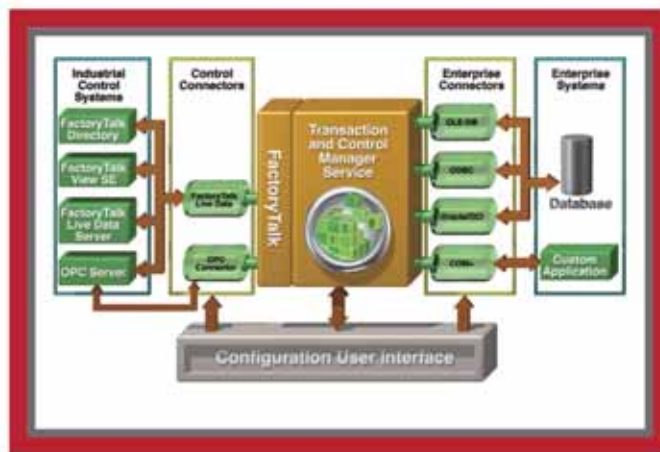 Industrial
Control
Systems
FactoryTalk
Directory
FactoryTalk
View SE
FactoryTalk
Live Data
Server
OPC Server
Control
Connectors
FactoryTalk
Live Data
OPC
Connector
FactoryTalk
Transaction
and Control
Manager
Service
Enterprise
Connectors
OLE DB
ODBC
Oracle/OCI
COM+
Enterprise
Systems
Database
Custom
Application
Configuration User interface